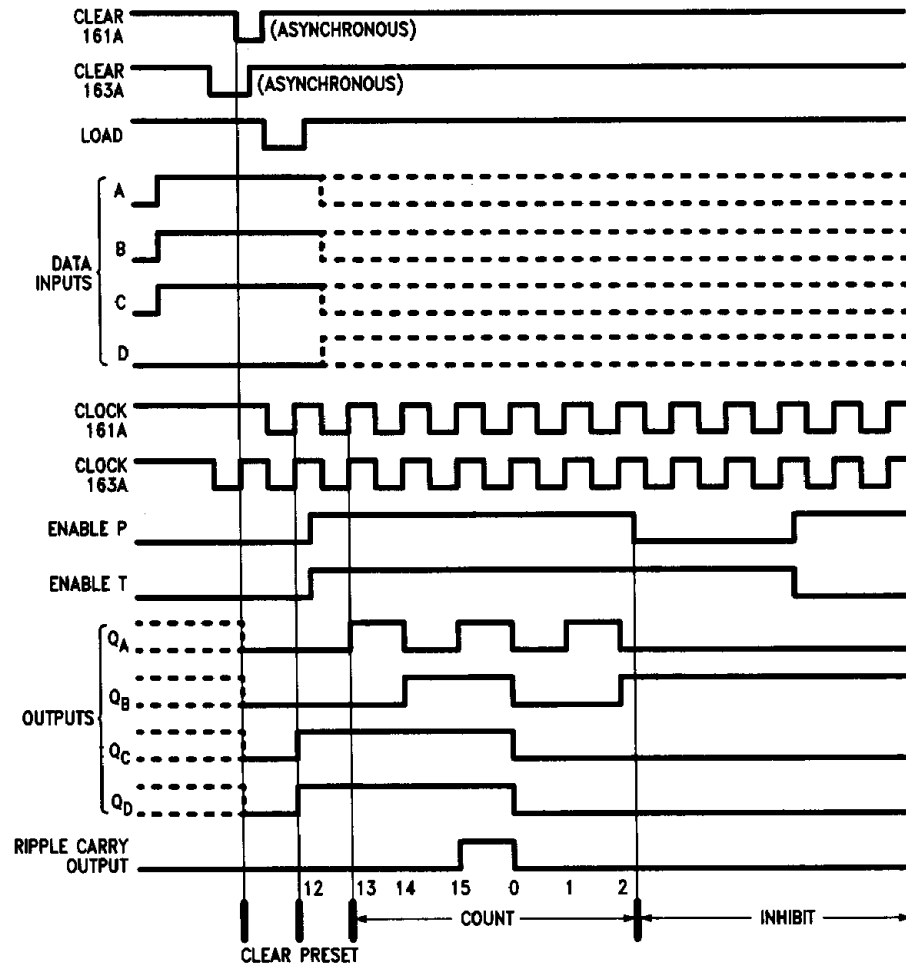 CLEAR
161A
(ASYNCHRONOUS)
CLEAR
163A
(ASYNCHRONOUS)
LOAD
DATA
INPUTS
A
B
C
D
CLOCK
161A
CLOCK
163A
ENABLE P
ENABLE T
OUTPUTS
QA
QB
QC
QD
RIPPLE CARRY
OUTPUT
12 13 14 15 0 1 2
COUNT
INHIBIT
CLEAR PRESET